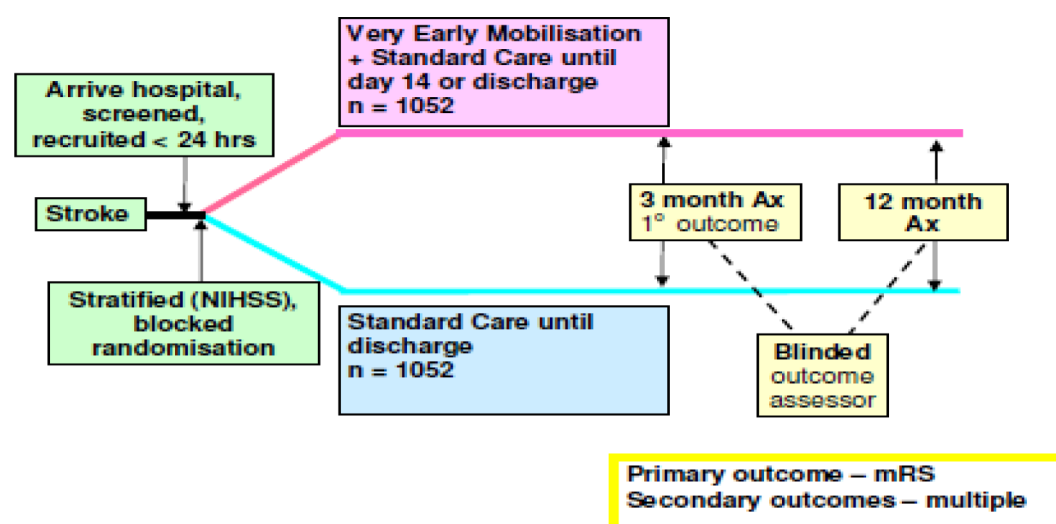 Very Early Mobilisation
+ Standard Care until
day 14 or discharge
n = 1052
Arrive hospital,
screened,
recruited < 24 hrs
Stroke
3 month Ax
1° outcome
12 month
Ax
Stratified (NIHSS),
blocked
randomisation
Standard Care until
discharge
n = 1052
Blinded
outcome
assessor
Primary outcome – mRS
Secondary outcomes – multiple